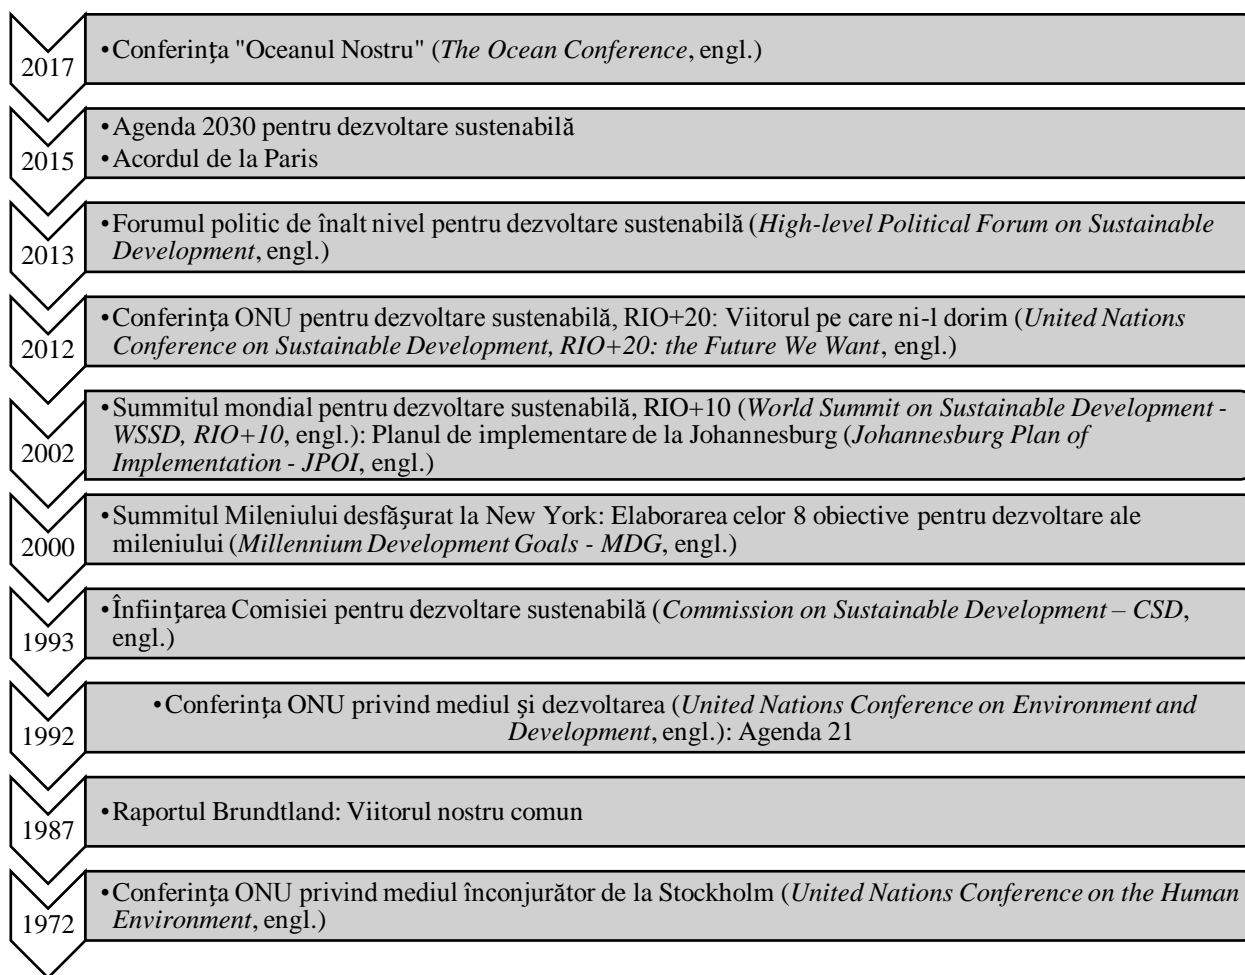 2017
•Conferința "Oceanul Nostru" (The Ocean Conference, engl.)
2015
•Agenda 2030 pentru dezvoltare sustenabilă
•Acordul de la Paris
2013
•Forumul politic de înalt nivel pentru dezvoltare sustenabilă (High-level Political Forum on Sustainable
Development, engl.)
2012
•Conferința ONU pentru dezvoltare sustenabilă, RIO+20: Viitorul pe care ni-l dorim (United Nations
Conference on Sustainable Development, RIO+20: the Future We Want, engl.)
2002
•Summitul mondial pentru dezvoltare sustenabilă, RIO+10 (World Summit on Sustainable Development -
WSSD, RIO+10, engl.): Planul de implementare de la Johannesburg (Johannesburg Plan of
Implementation - JPOI, engl.)
2000
•Summitul Mileniului desfășurat la New York: Elaborarea celor 8 obiective pentru dezvoltare ale
mileniului (Millennium Development Goals - MDG, engl.)
1993
•Înființarea Comisiei pentru dezvoltare sustenabilă (Commission on Sustainable Development – CSD,
engl.)
1992
•Conferința ONU privind mediul și dezvoltarea (United Nations Conference on Environment and
Development, engl.): Agenda 21
1987
•Raportul Brundtland: Viitorul nostru comun
1972
•Conferința ONU privind mediul înconjurător de la Stockholm (United Nations Conference on the Human
Environment, engl.)